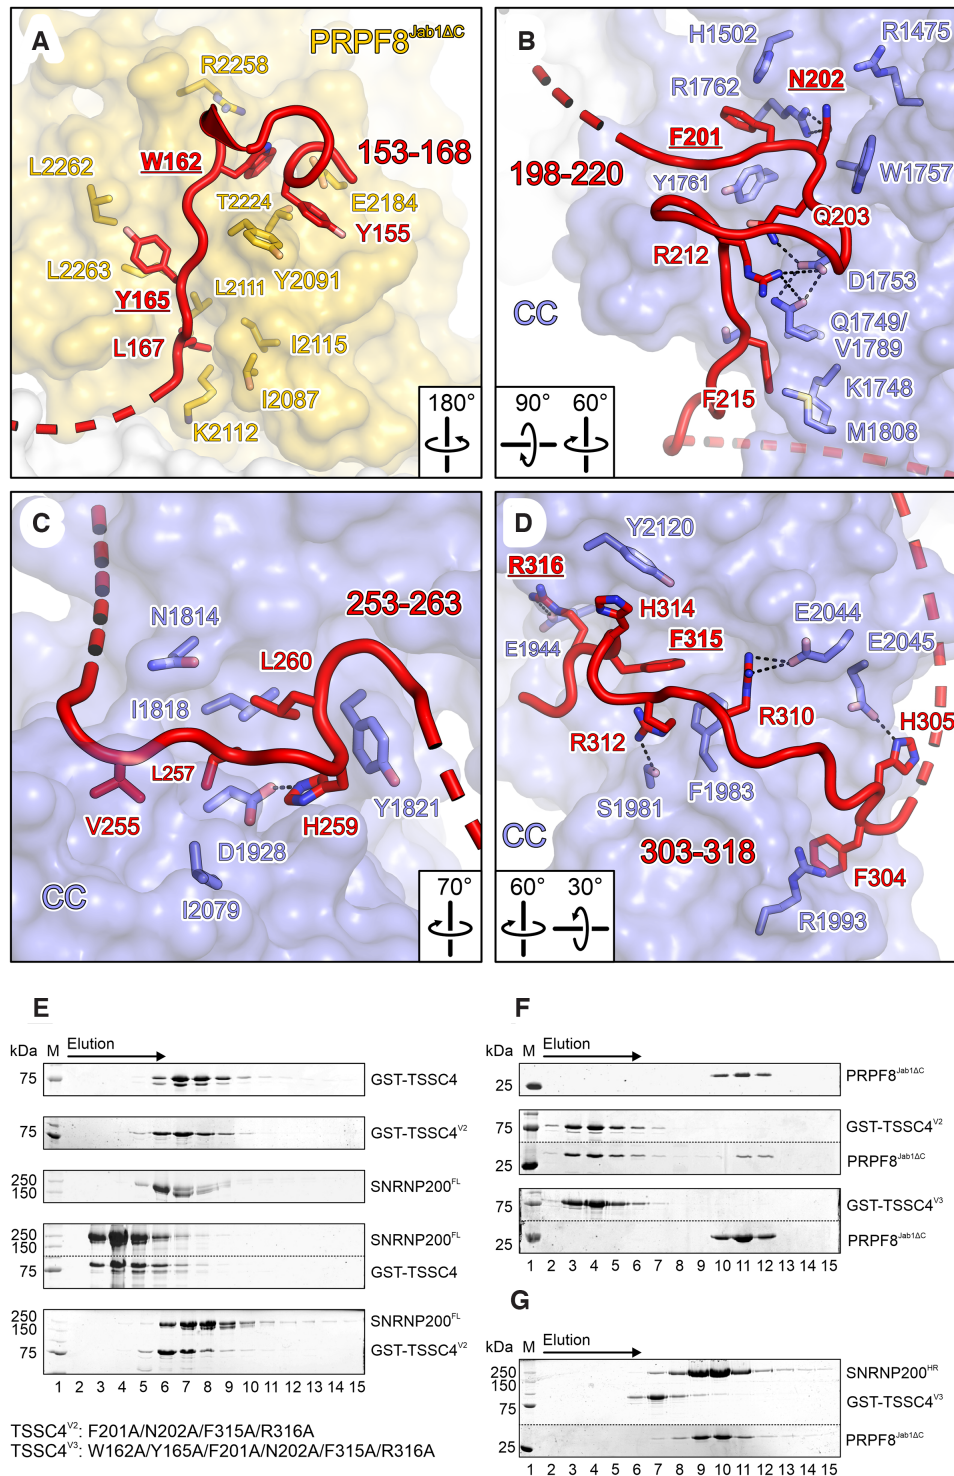 A
PRPF8Jab1ΔC
R2258
W162
153-168
L2262
T2224
E2184
Y155
L2263
L2111
Y2091
Y165
L167
I2115
I2087
K2112
180°
B
H1502
R1475
R1762
N202
F201
198-220
Y1761
W1757
Q203
R212
D1753
CC
Q1749/
V1789
K1748
F215
M1808
90° 60°
C
253-263
N1814
L260
I1818
L257
V255
H259
Y1821
D1928
CC
I2079
70°
D
Y2120
R316
H314
E2044
F315
E1944
E2045
R310
H305
R312
S1981
F1983
CC
303-318
F304
R1993
60° 30°
E
kDa M Elution
75
GST-TSSC4
75
GST-TSSC4V2
250
150
SNRNP200FL
250
150
SNRNP200FL
75
GST-TSSC4
250
150
SNRNP200FL
75
GST-TSSC4V2
1 2 3 4 5 6 7 8 9 10 11 12 13 14 15
TSSC4V2: F201A/N202A/F315A/R316A
TSSC4V3: W162A/Y165A/F201A/N202A/F315A/R316A
F
kDa M Elution
25
PRPF8Jab1ΔC
75
GST-TSSC4V2
25
PRPF8Jab1ΔC
75
GST-TSSC4V3
25
PRPF8Jab1ΔC
1 2 3 4 5 6 7 8 9 10 11 12 13 14 15
G
kDa M Elution
250
150
SNRNP200HR
75
GST-TSSC4V3
25
PRPF8Jab1ΔC
1 2 3 4 5 6 7 8 9 10 11 12 13 14 15